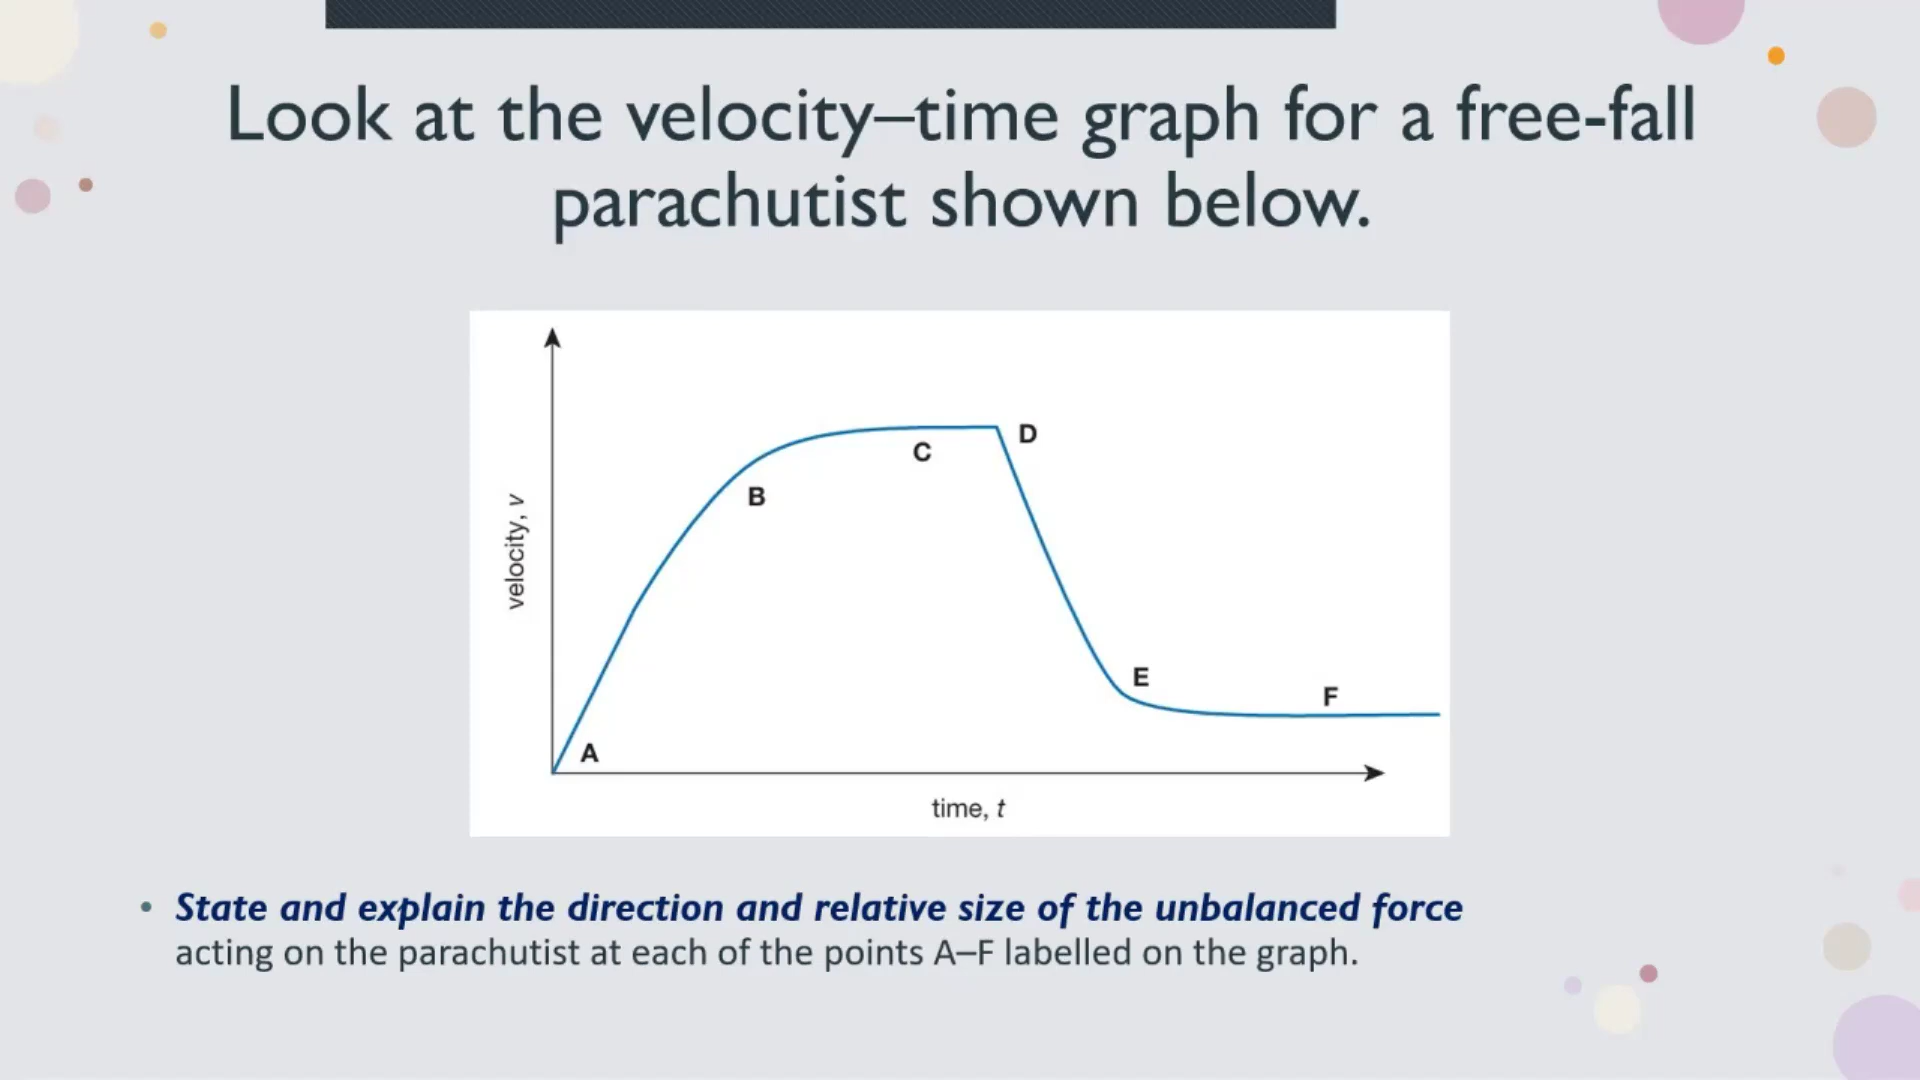 Look at the velocity–time graph for a free-fall
parachutist shown below.
D
C
B
velocity, v
E
F
A
time, t
• State and explain the direction and relative size of the unbalanced force
acting on the parachutist at each of the points A–F labelled on the graph.